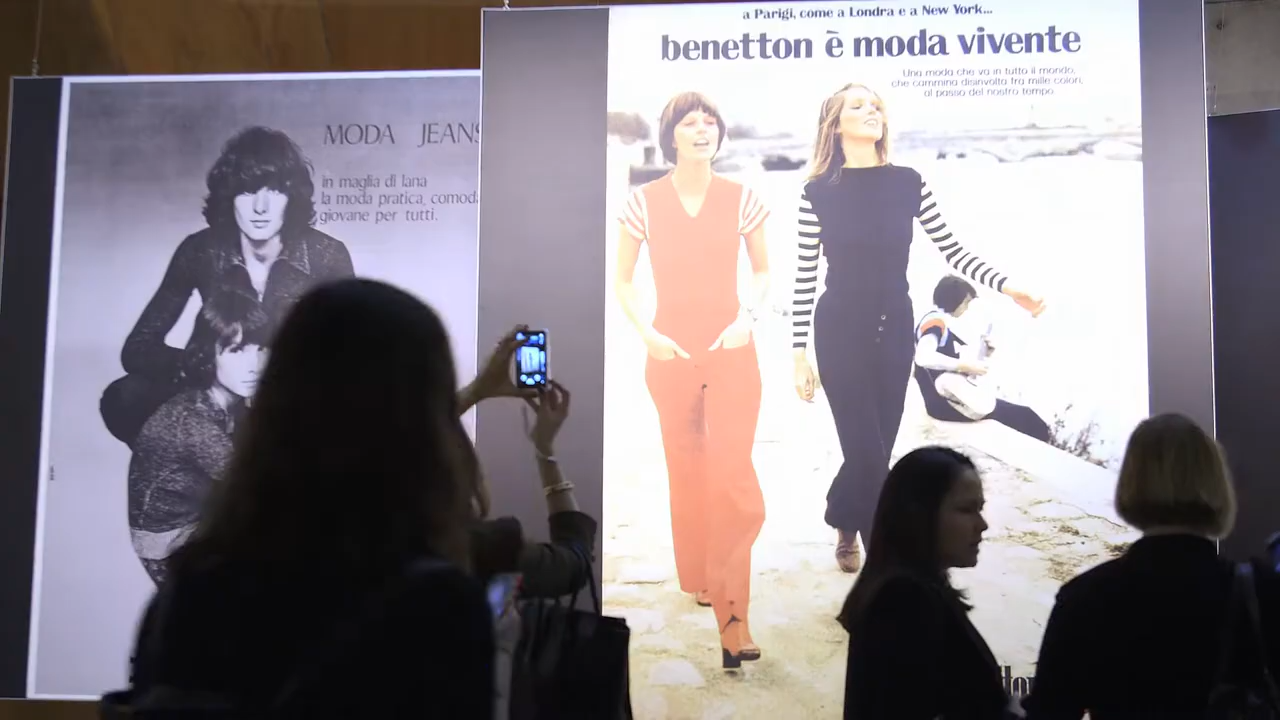 MODA JEANS
in maglia di lana
la moda pratica, comoda
giovane per tutti.
a Parigi, come a Londra e a New York...
benetton è moda vivente
Una moda che va in tutto il mondo,
che cammina disinvolta fra mille colori,
al passo del nostro tempo